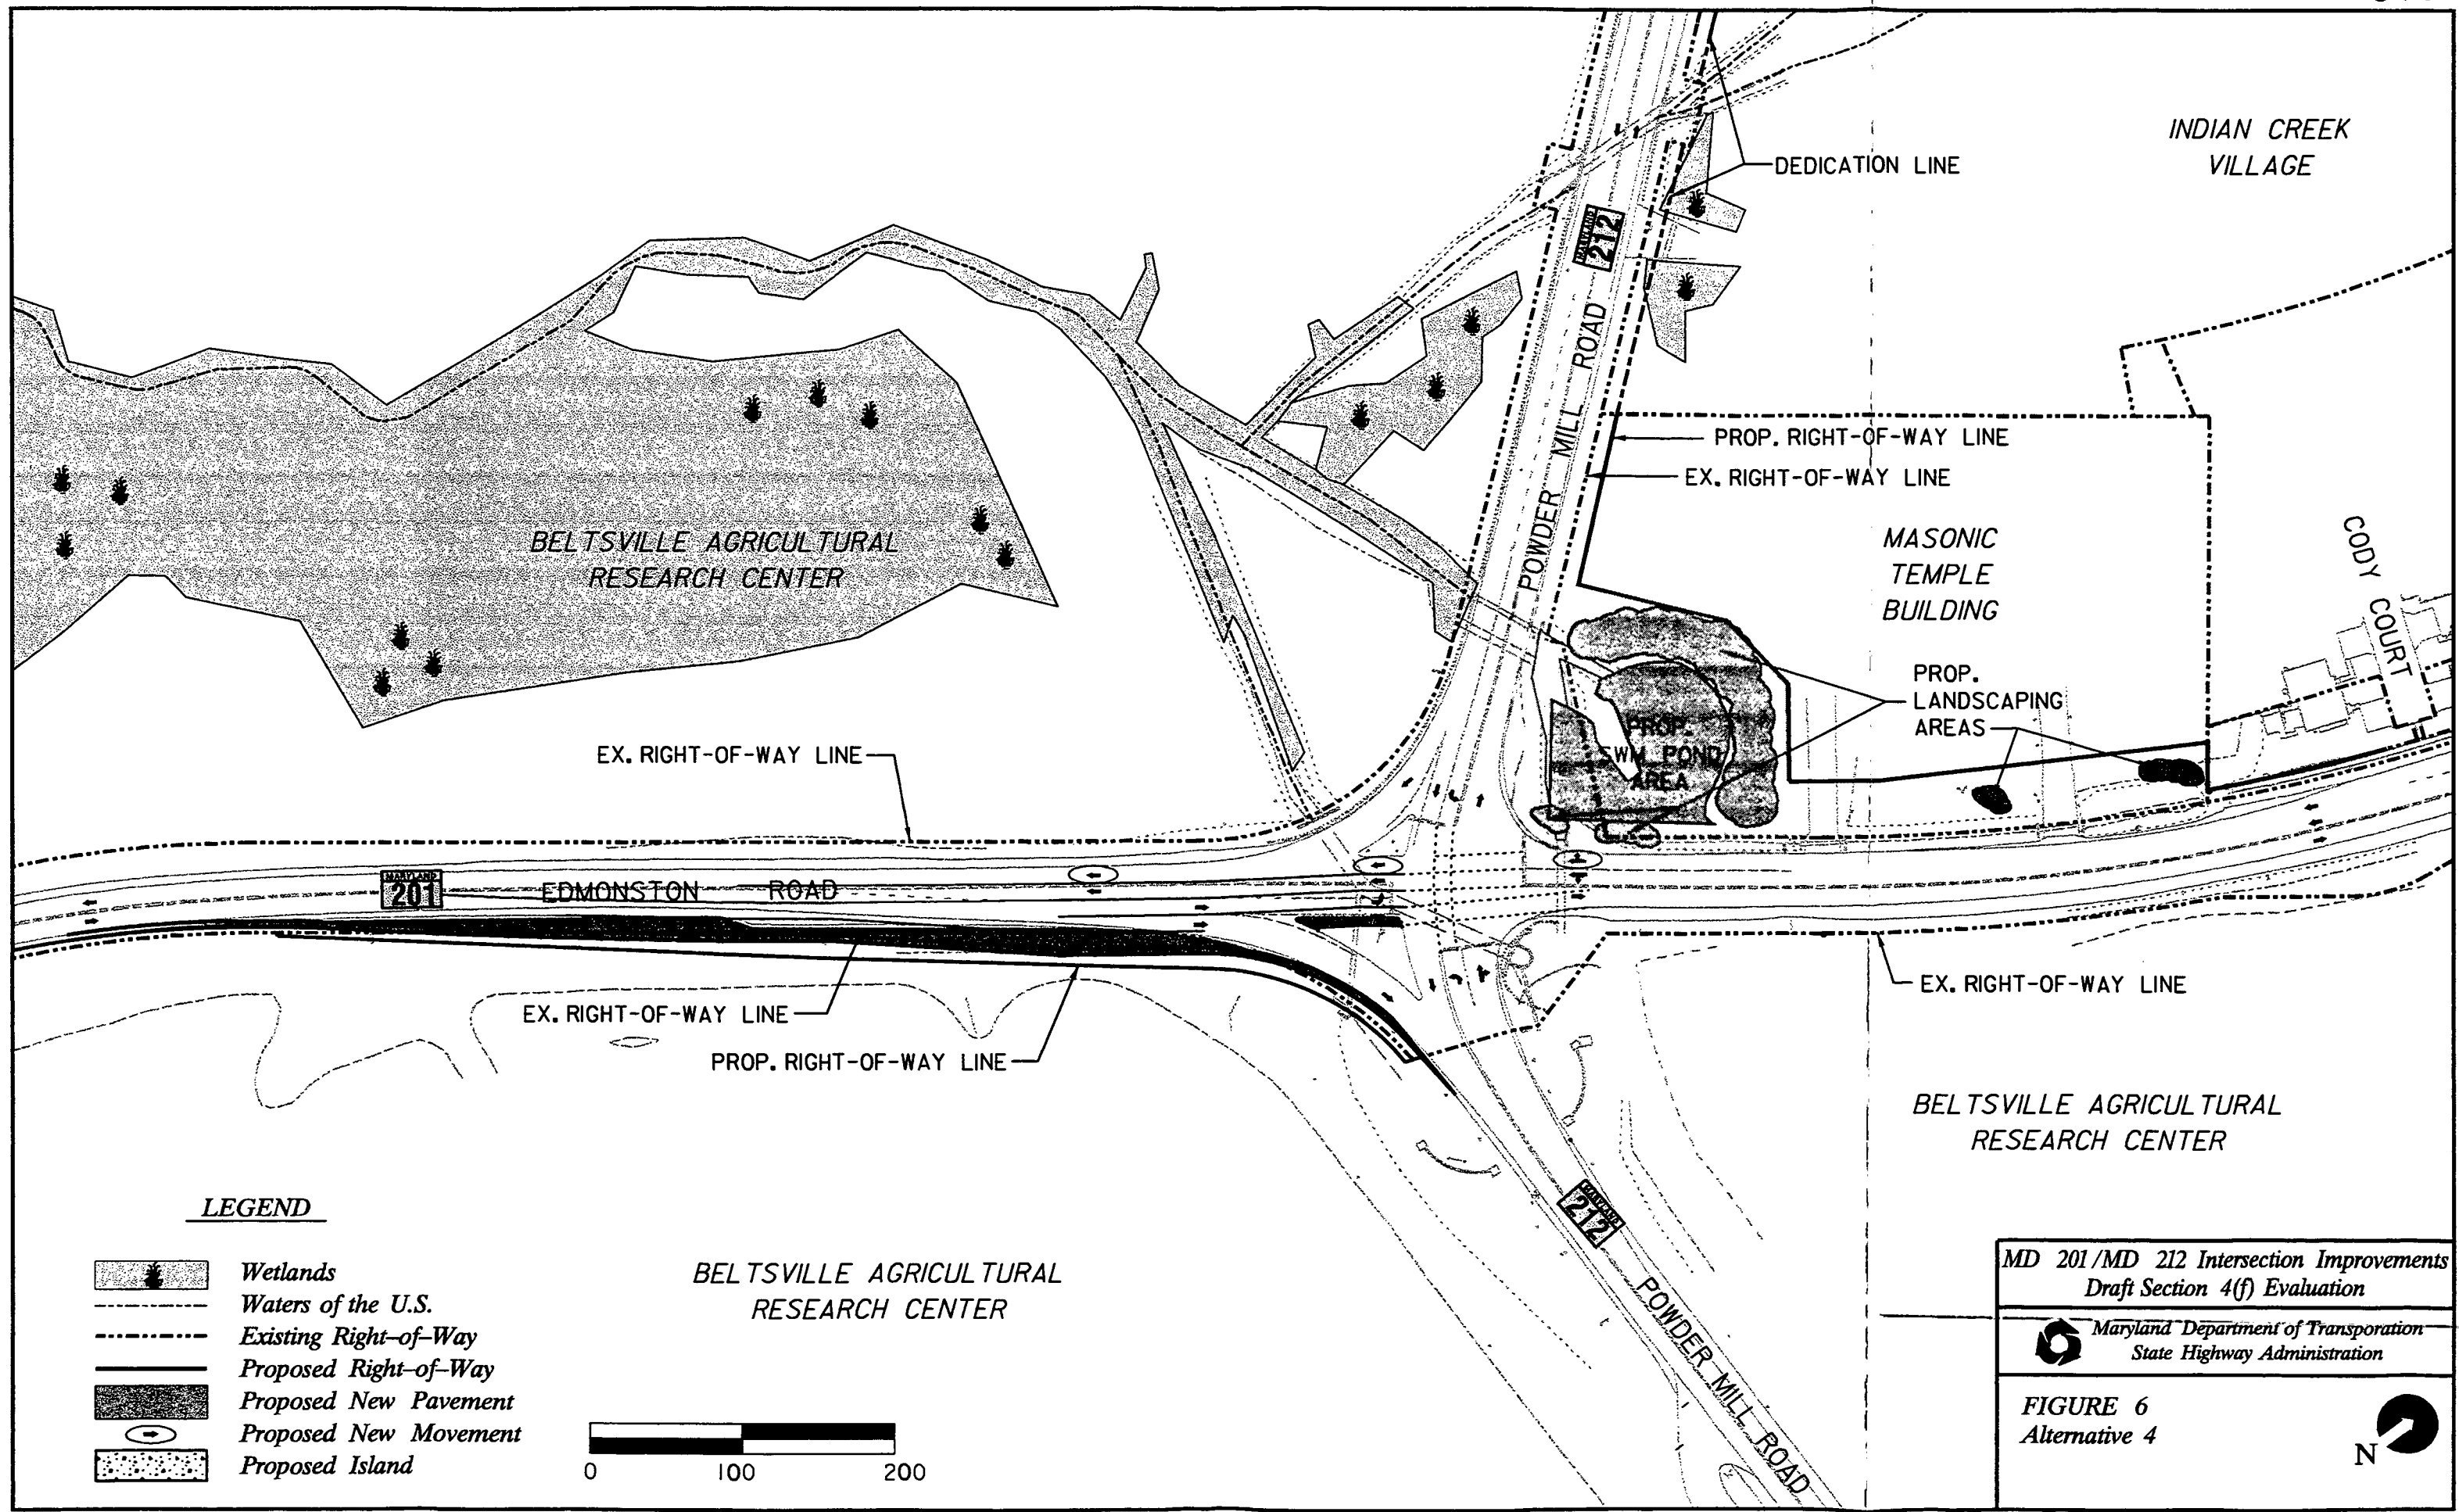 INDIAN CREEK
VILLAGE
DEDICATION LINE
MARYLAND
212
POWDER MILL ROAD
PROP. RIGHT-OF-WAY LINE
EX. RIGHT-OF-WAY LINE
POWDER MILL ROAD
MASONIC
TEMPLE
BUILDING
CODY COURT
BELTSVILLE AGRICULTURAL
RESEARCH CENTER
PROP.
LANDSCAPING
AREAS
PROP.
SWM POND
AREA
EX. RIGHT-OF-WAY LINE
MARYLAND
201
EDMONSTON ROAD
EX. RIGHT-OF-WAY LINE
EX. RIGHT-OF-WAY LINE
PROP. RIGHT-OF-WAY LINE
BELTSVILLE AGRICULTURAL
RESEARCH CENTER
MARYLAND
212
POWDER MILL ROAD
BELTSVILLE AGRICULTURAL
RESEARCH CENTER
LEGEND
Wetlands
Waters of the U.S.
Existing Right-of-Way
Proposed Right-of-Way
Proposed New Pavement
Proposed New Movement
Proposed Island
0 100 200
MD 201/MD 212 Intersection Improvements
Draft Section 4(f) Evaluation
Maryland Department of Transporation
State Highway Administration
FIGURE 6
Alternative 4
N